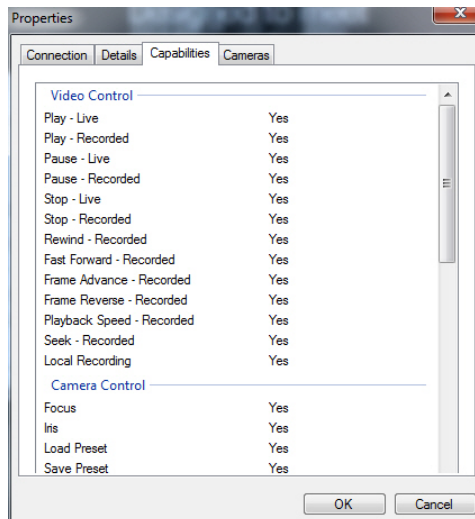 Properties
Connection Details Capabilities Cameras
Video Control
Play - Live Yes
Play - Recorded Yes
Pause - Live Yes
Pause - Recorded Yes
Stop - Live Yes
Stop - Recorded Yes
Rewind - Recorded Yes
Fast Forward - Recorded Yes
Frame Advance - Recorded Yes
Frame Reverse - Recorded Yes
Playback Speed - Recorded Yes
Seek - Recorded Yes
Local Recording Yes
Camera Control
Focus Yes
Iris Yes
Load Preset Yes
Save Preset Yes
OK Cancel